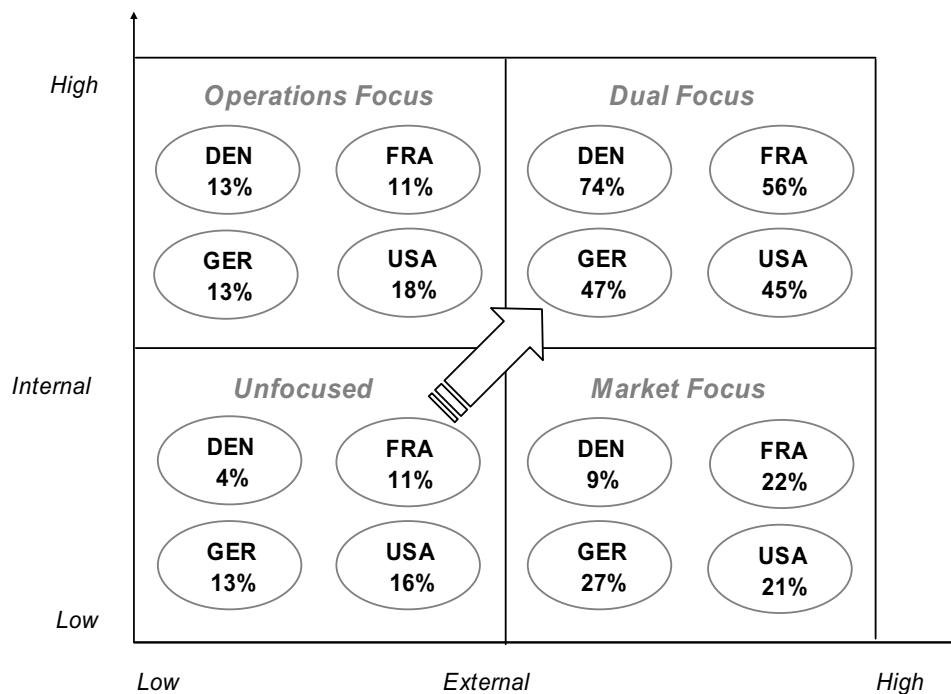 High
Operations Focus
Dual Focus
DEN
13%
FRA
11%
DEN
74%
FRA
56%
GER
13%
USA
18%
GER
47%
USA
45%
Internal
Unfocused
Market Focus
DEN
4%
FRA
11%
DEN
9%
FRA
22%
GER
13%
USA
16%
GER
27%
USA
21%
Low
Low
External
High